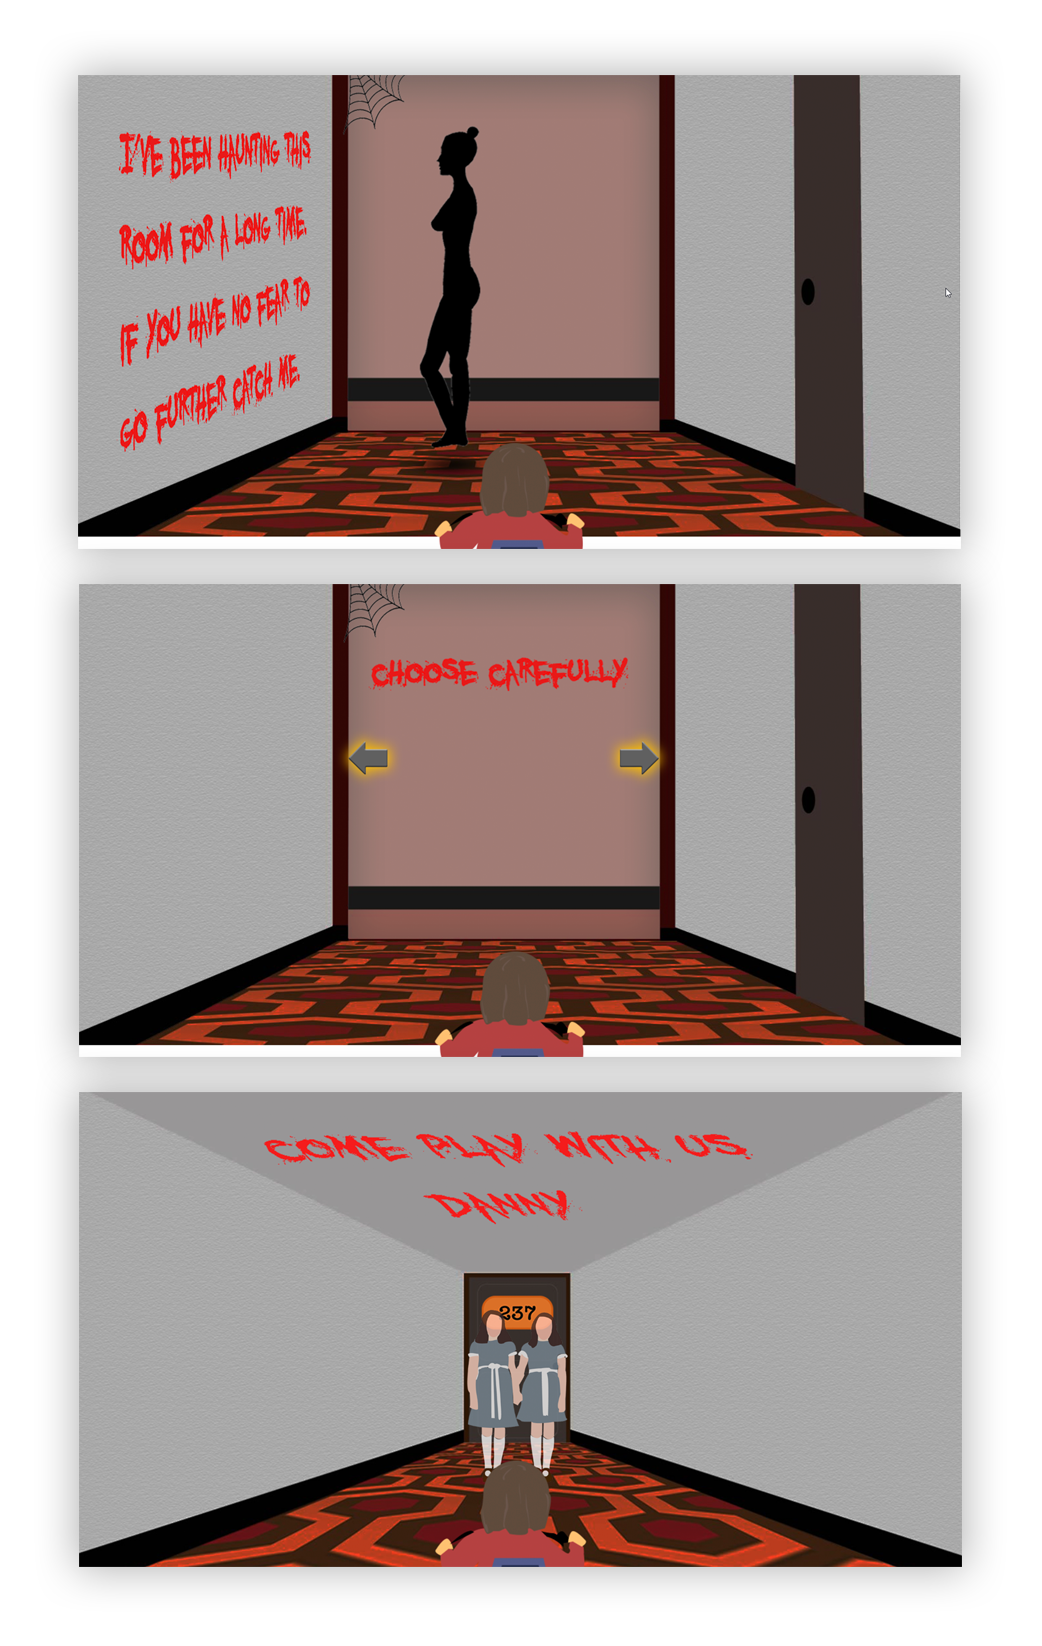 I'VE BEEN HAUNTING THIS
ROOM FOR A LONG TIME.
IF YOU HAVE NO FEAR TO
GO FURTHER CATCH ME.
CHOOSE CAREFULLY
COME PLAY WITH US
DANNY
237